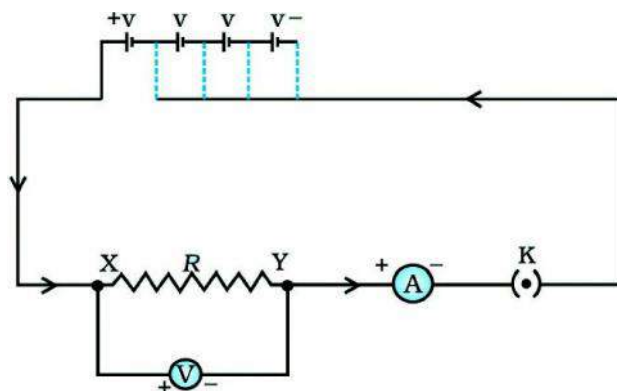 +v v v v−
X R Y + A − K
+ V −